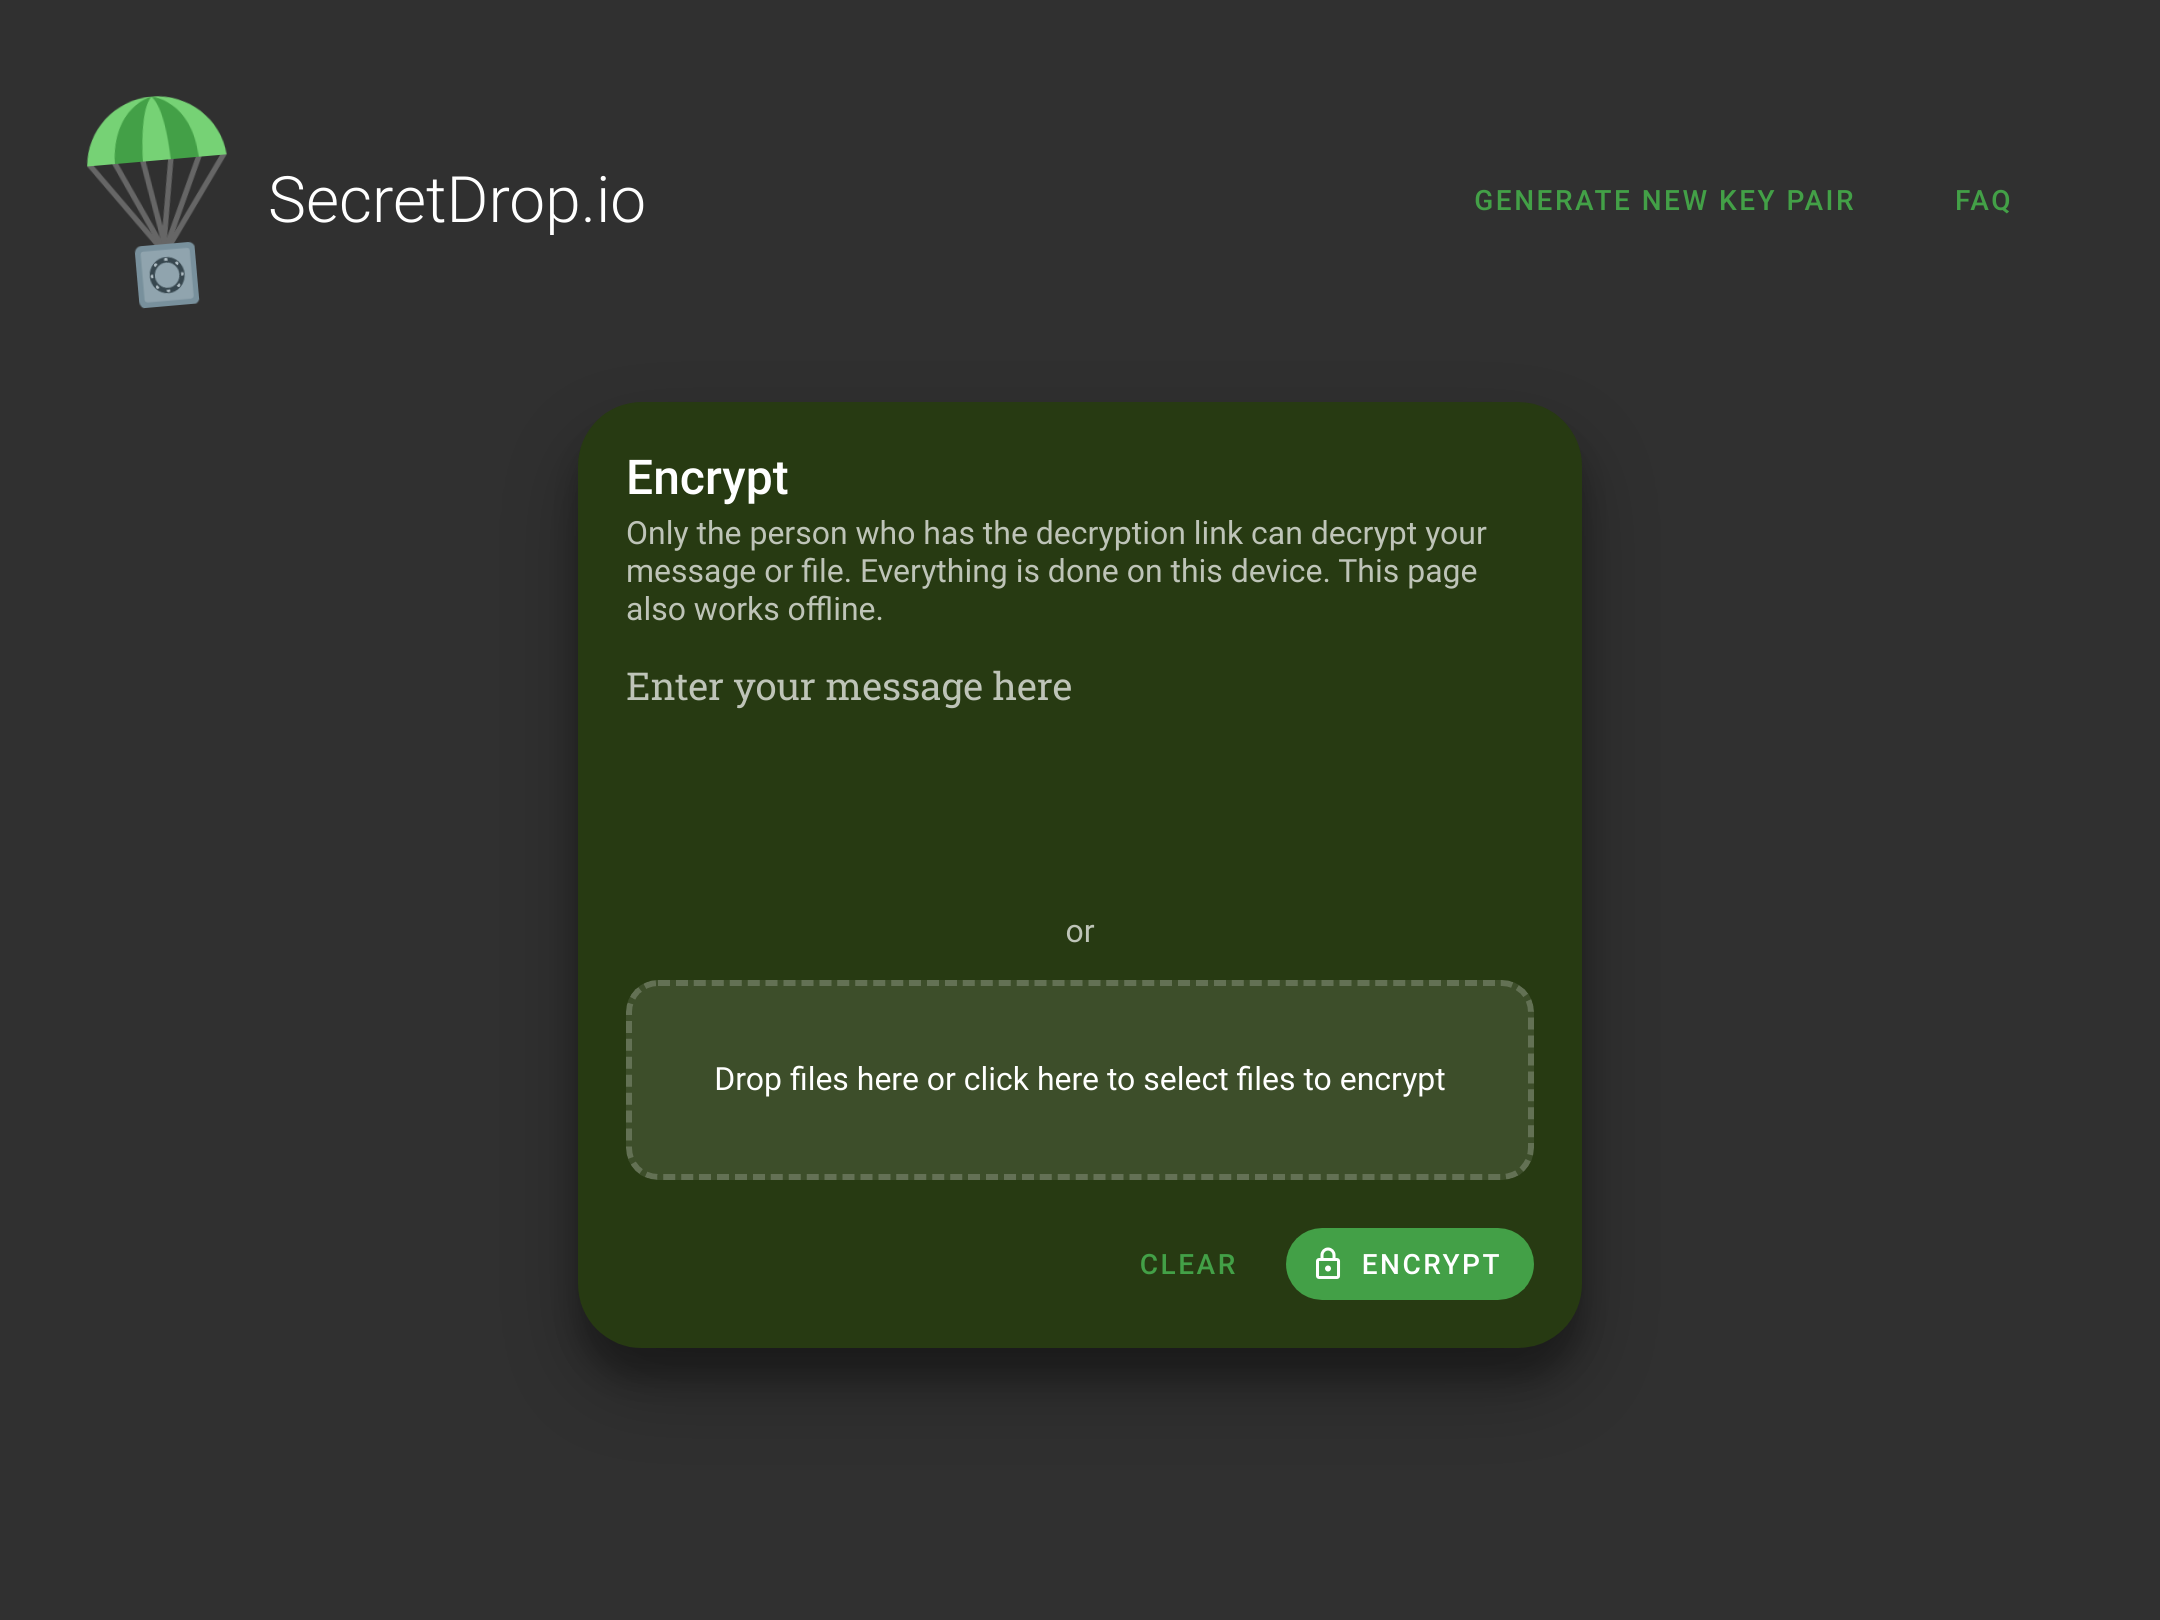 SecretDrop.io
GENERATE NEW KEY PAIR
FAQ
Encrypt
Only the person who has the decryption link can decrypt your
message or file. Everything is done on this device. This page
also works offline.
Enter your message here
or
Drop files here or click here to select files to encrypt
CLEAR
ENCRYPT